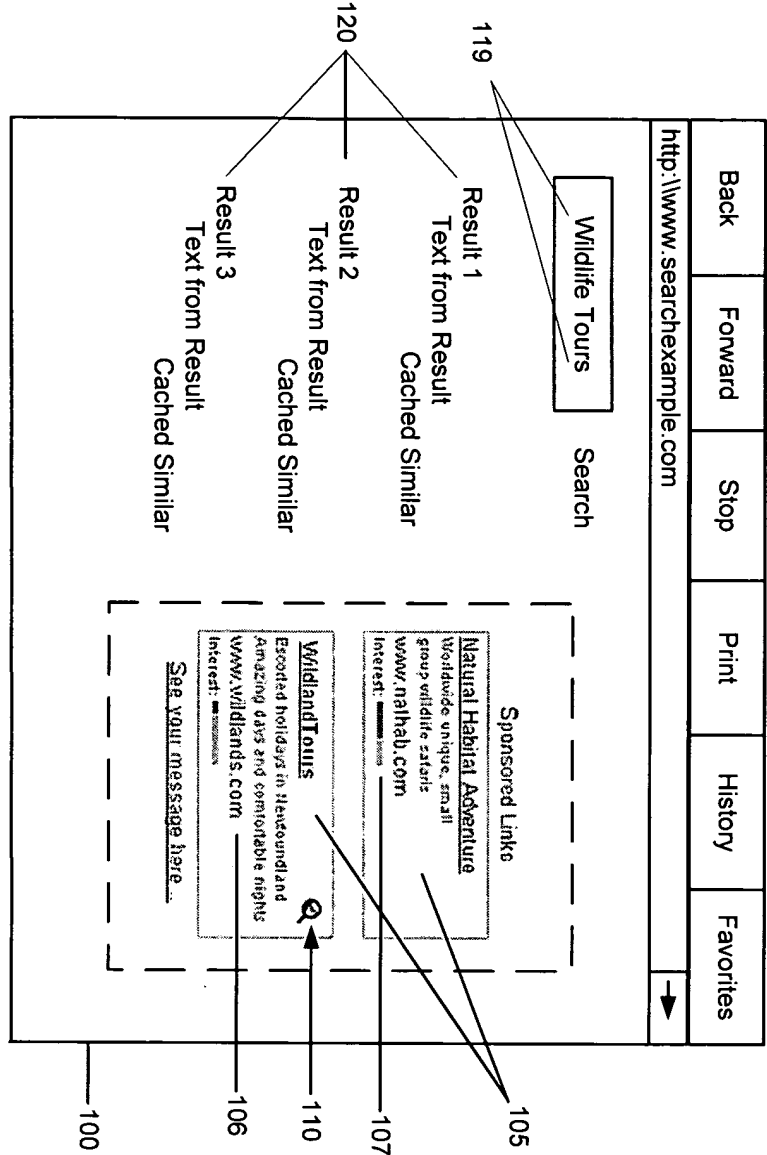 Back Forward Stop Print History Favorites
http:\\www.searchexample.com
Wildlife Tours
Search
Result 1
Text from Result
Cached Similar
Result 2
Text from Result
Cached Similar
Result 3
Text from Result
Cached Similar
Sponsored Links
Natural Habitat Adventure
Worldwide unique, small
group wildlife safaris
www.nathab.com
Interest:
WildlandTours
Escorted holidays in Newfoundland
Amazing days and comfortable nights
www.wildlands.com
Interest:
See your message here...
119
120
105
107
110
106
100